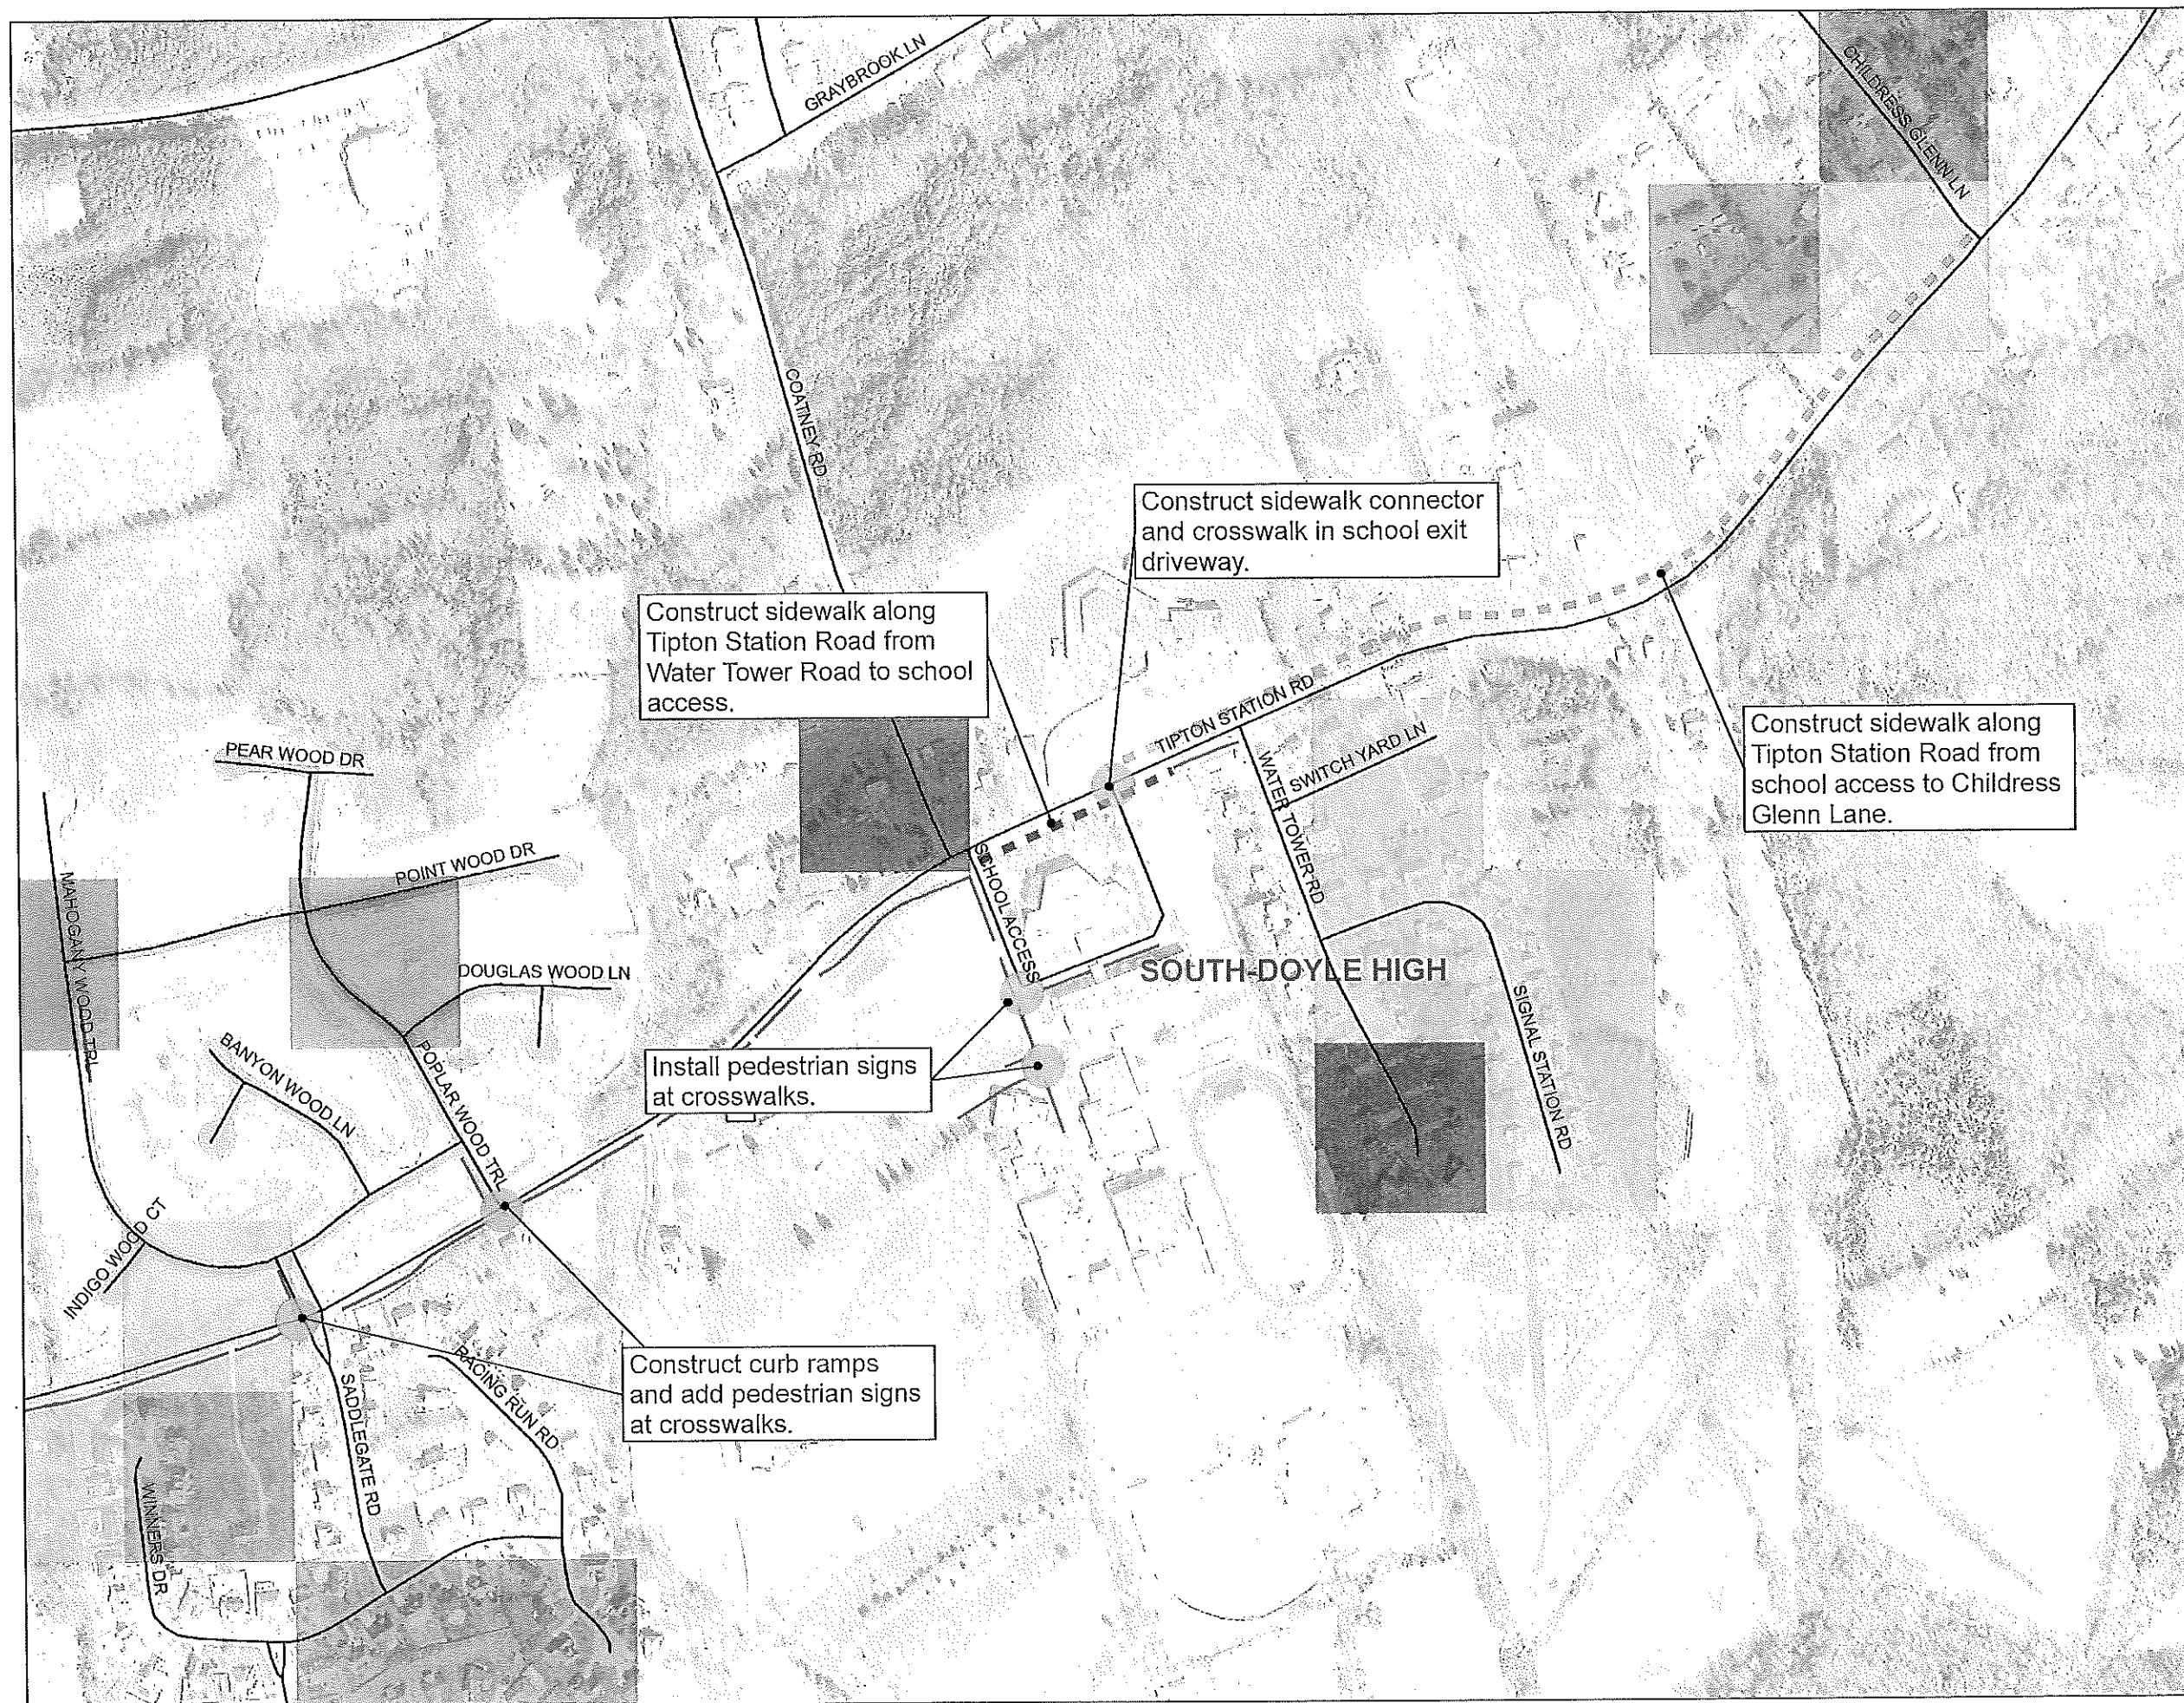 GRAYBROOK LN
CHILDRESS GLENN LN
COATNEY RD
Construct sidewalk connector
and crosswalk in school exit
driveway.
Construct sidewalk along
Tipton Station Road from
Water Tower Road to school
access.
TIPTON STATION RD
Construct sidewalk along
Tipton Station Road from
school access to Childress
Glenn Lane.
PEAR WOOD DR
SWITCH YARD LN
WATER TOWER RD
POINT WOOD DR
MAHOGANY WOOD TRL
SCHOOL ACCESS
DOUGLAS WOOD LN
SOUTH-DOYLE HIGH
SIGNAL STATION RD
BANYON WOOD LN
POPLAR WOOD TRL
Install pedestrian signs
at crosswalks.
INDIGO WOOD CT
Construct curb ramps
and add pedestrian signs
at crosswalks.
RACING RUN RD
SADDLEGATE RD
WINNERS DR